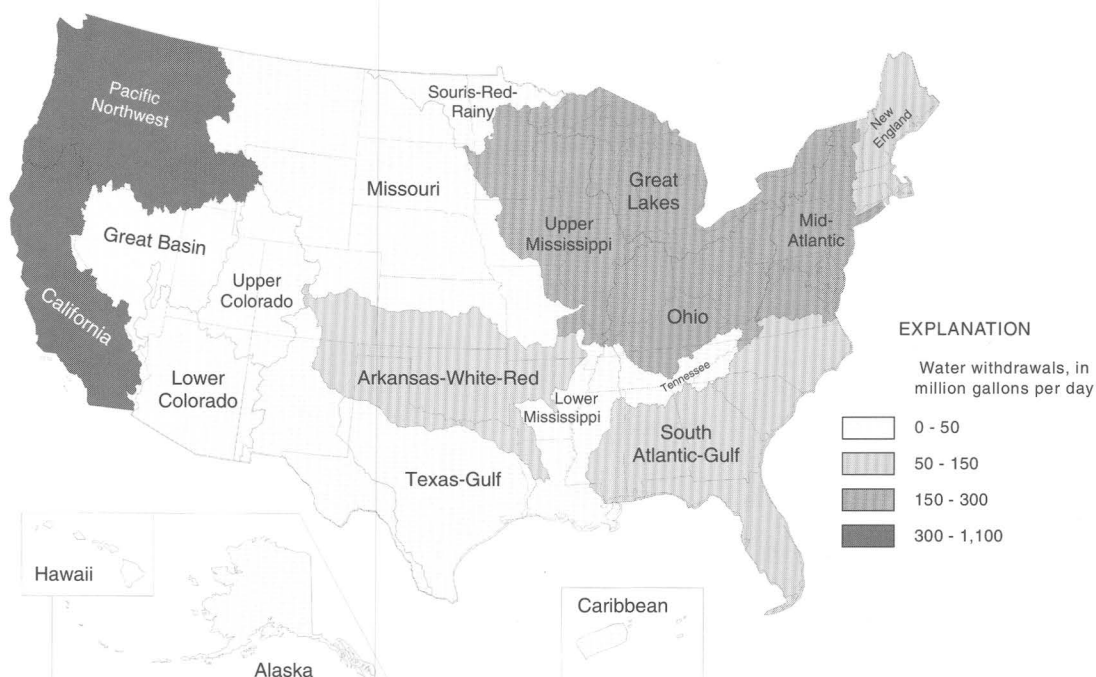 Pacific
Northwest
Souris-Red-
Rainy
New
England
Missouri
Great
Lakes
Upper
Mississippi
Mid-
Atlantic
Great Basin
Upper
Colorado
California
Ohio
EXPLANATION
Water withdrawals, in
million gallons per day
0 - 50
50 - 150
150 - 300
300 - 1,100
Lower
Colorado
Arkansas-White-Red
Tennessee
Lower
Mississippi
South
Atlantic-Gulf
Texas-Gulf
Hawaii
Alaska
Caribbean